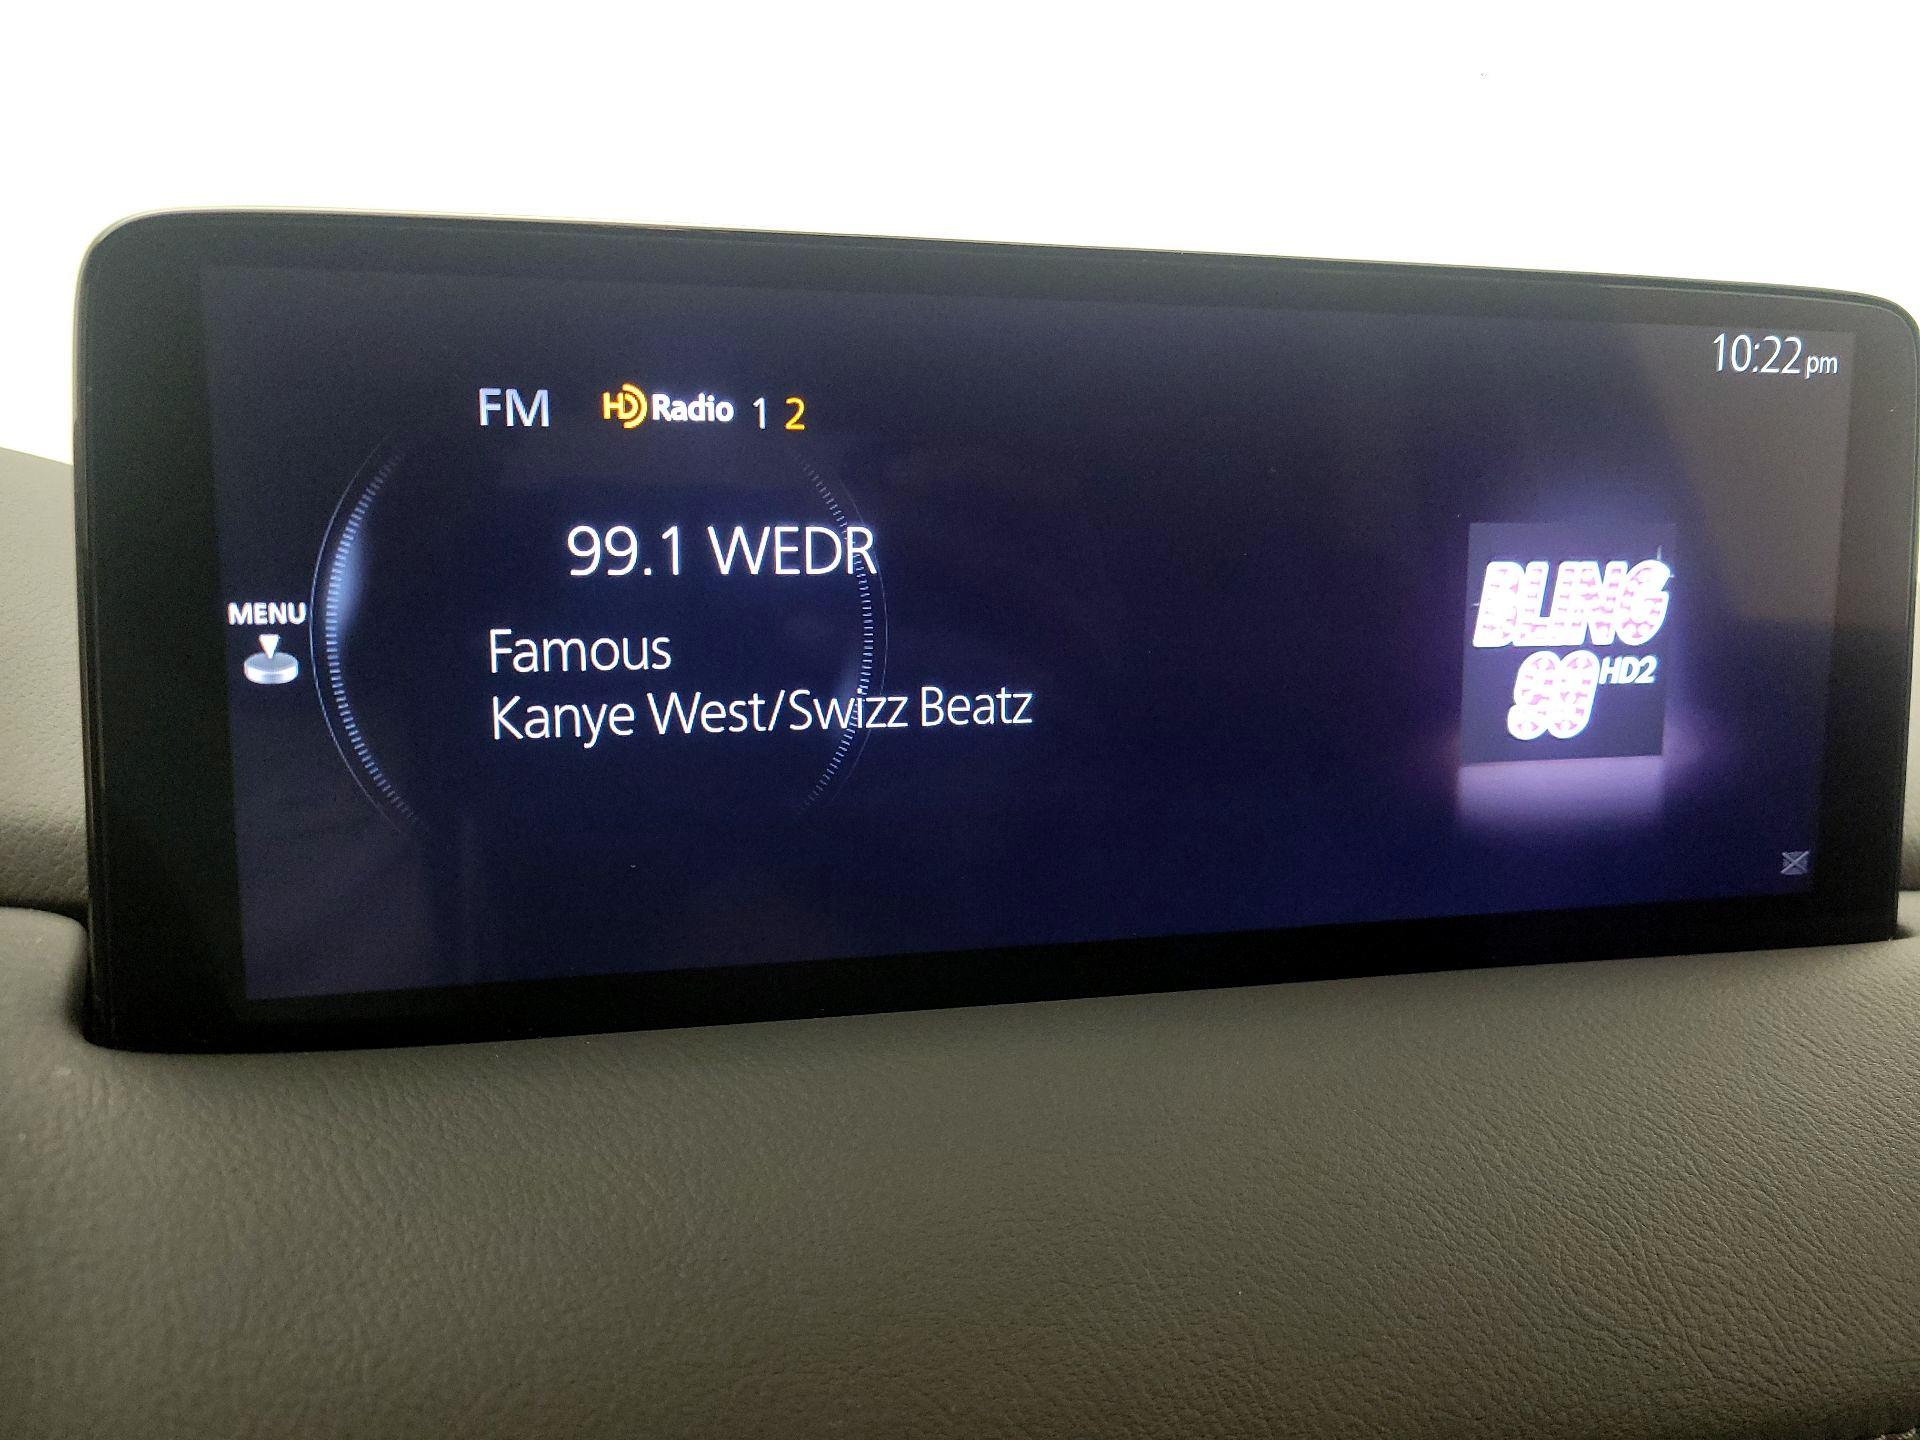 10:22 pm
FM HD Radio 1 2
99.1 WEDR
MENU
Famous
Kanye West/Swizz Beatz
BLING
99 HD2